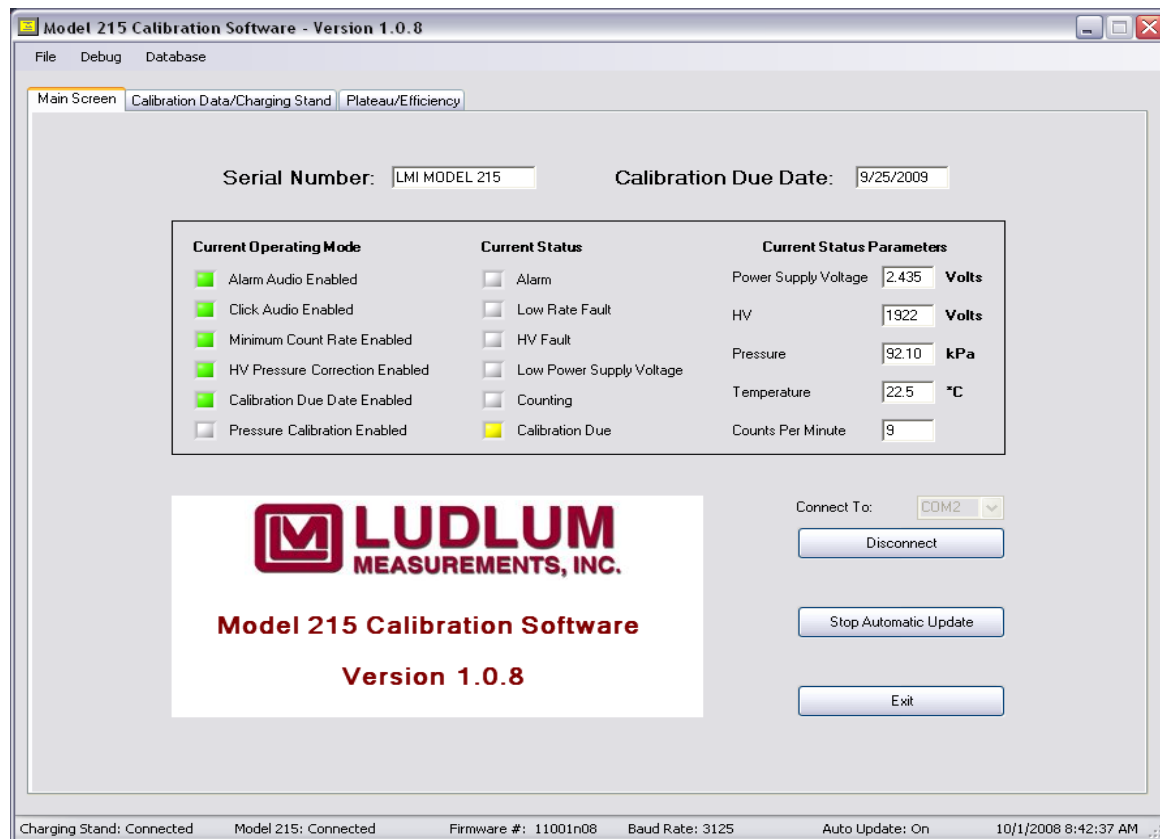 Model 215 Calibration Software - Version 1.0.8
File Debug Database
Main Screen Calibration Data/Charging Stand Plateau/Efficiency
Serial Number: LMI MODEL 215 Calibration Due Date: 9/25/2009
Current Operating Mode Current Status Current Status Parameters
Alarm Audio Enabled Alarm Power Supply Voltage 2.435 Volts
Click Audio Enabled Low Rate Fault HV 1922 Volts
Minimum Count Rate Enabled HV Fault Pressure 92.10 kPa
HV Pressure Correction Enabled Low Power Supply Voltage Temperature 22.5 °C
Calibration Due Date Enabled Counting Counts Per Minute 9
Pressure Calibration Enabled Calibration Due
LM LUDLUM
MEASUREMENTS, INC.
Model 215 Calibration Software
Version 1.0.8
Connect To: COM2
Disconnect
Stop Automatic Update
Exit
Charging Stand: Connected Model 215: Connected Firmware #: 11001n08 Baud Rate: 3125 Auto Update: On 10/1/2008 8:42:37 AM